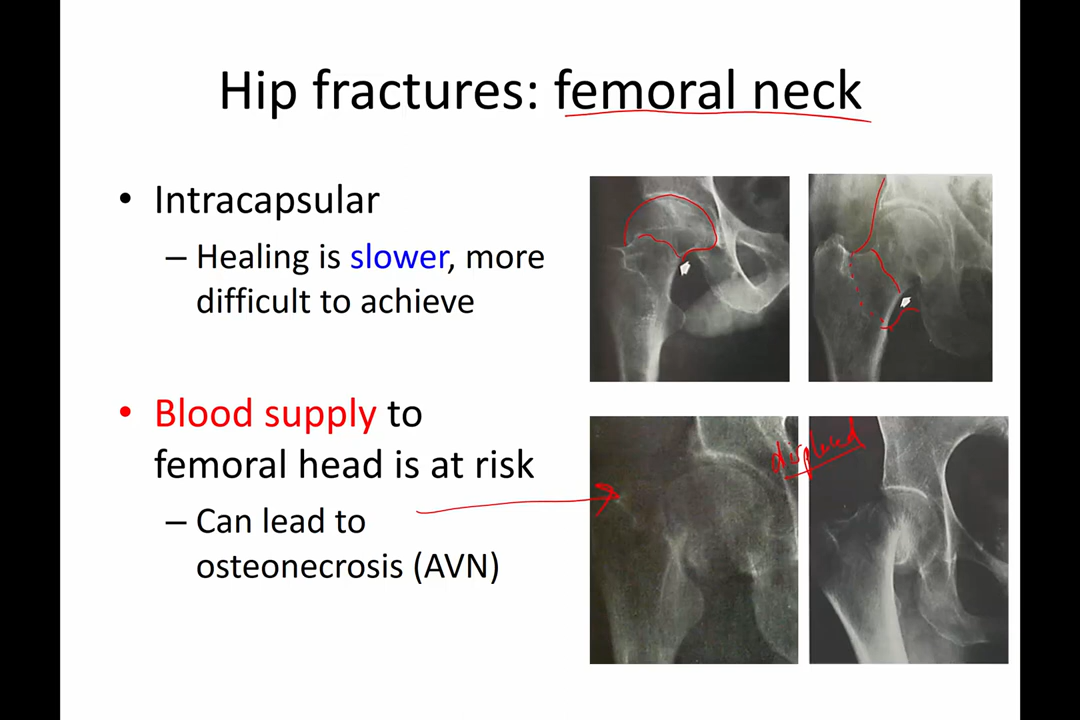 Hip fractures: femoral neck
• Intracapsular
– Healing is slower, more
difficult to achieve
• Blood supply to
femoral head is at risk
– Can lead to
osteonecrosis (AVN)
displaced